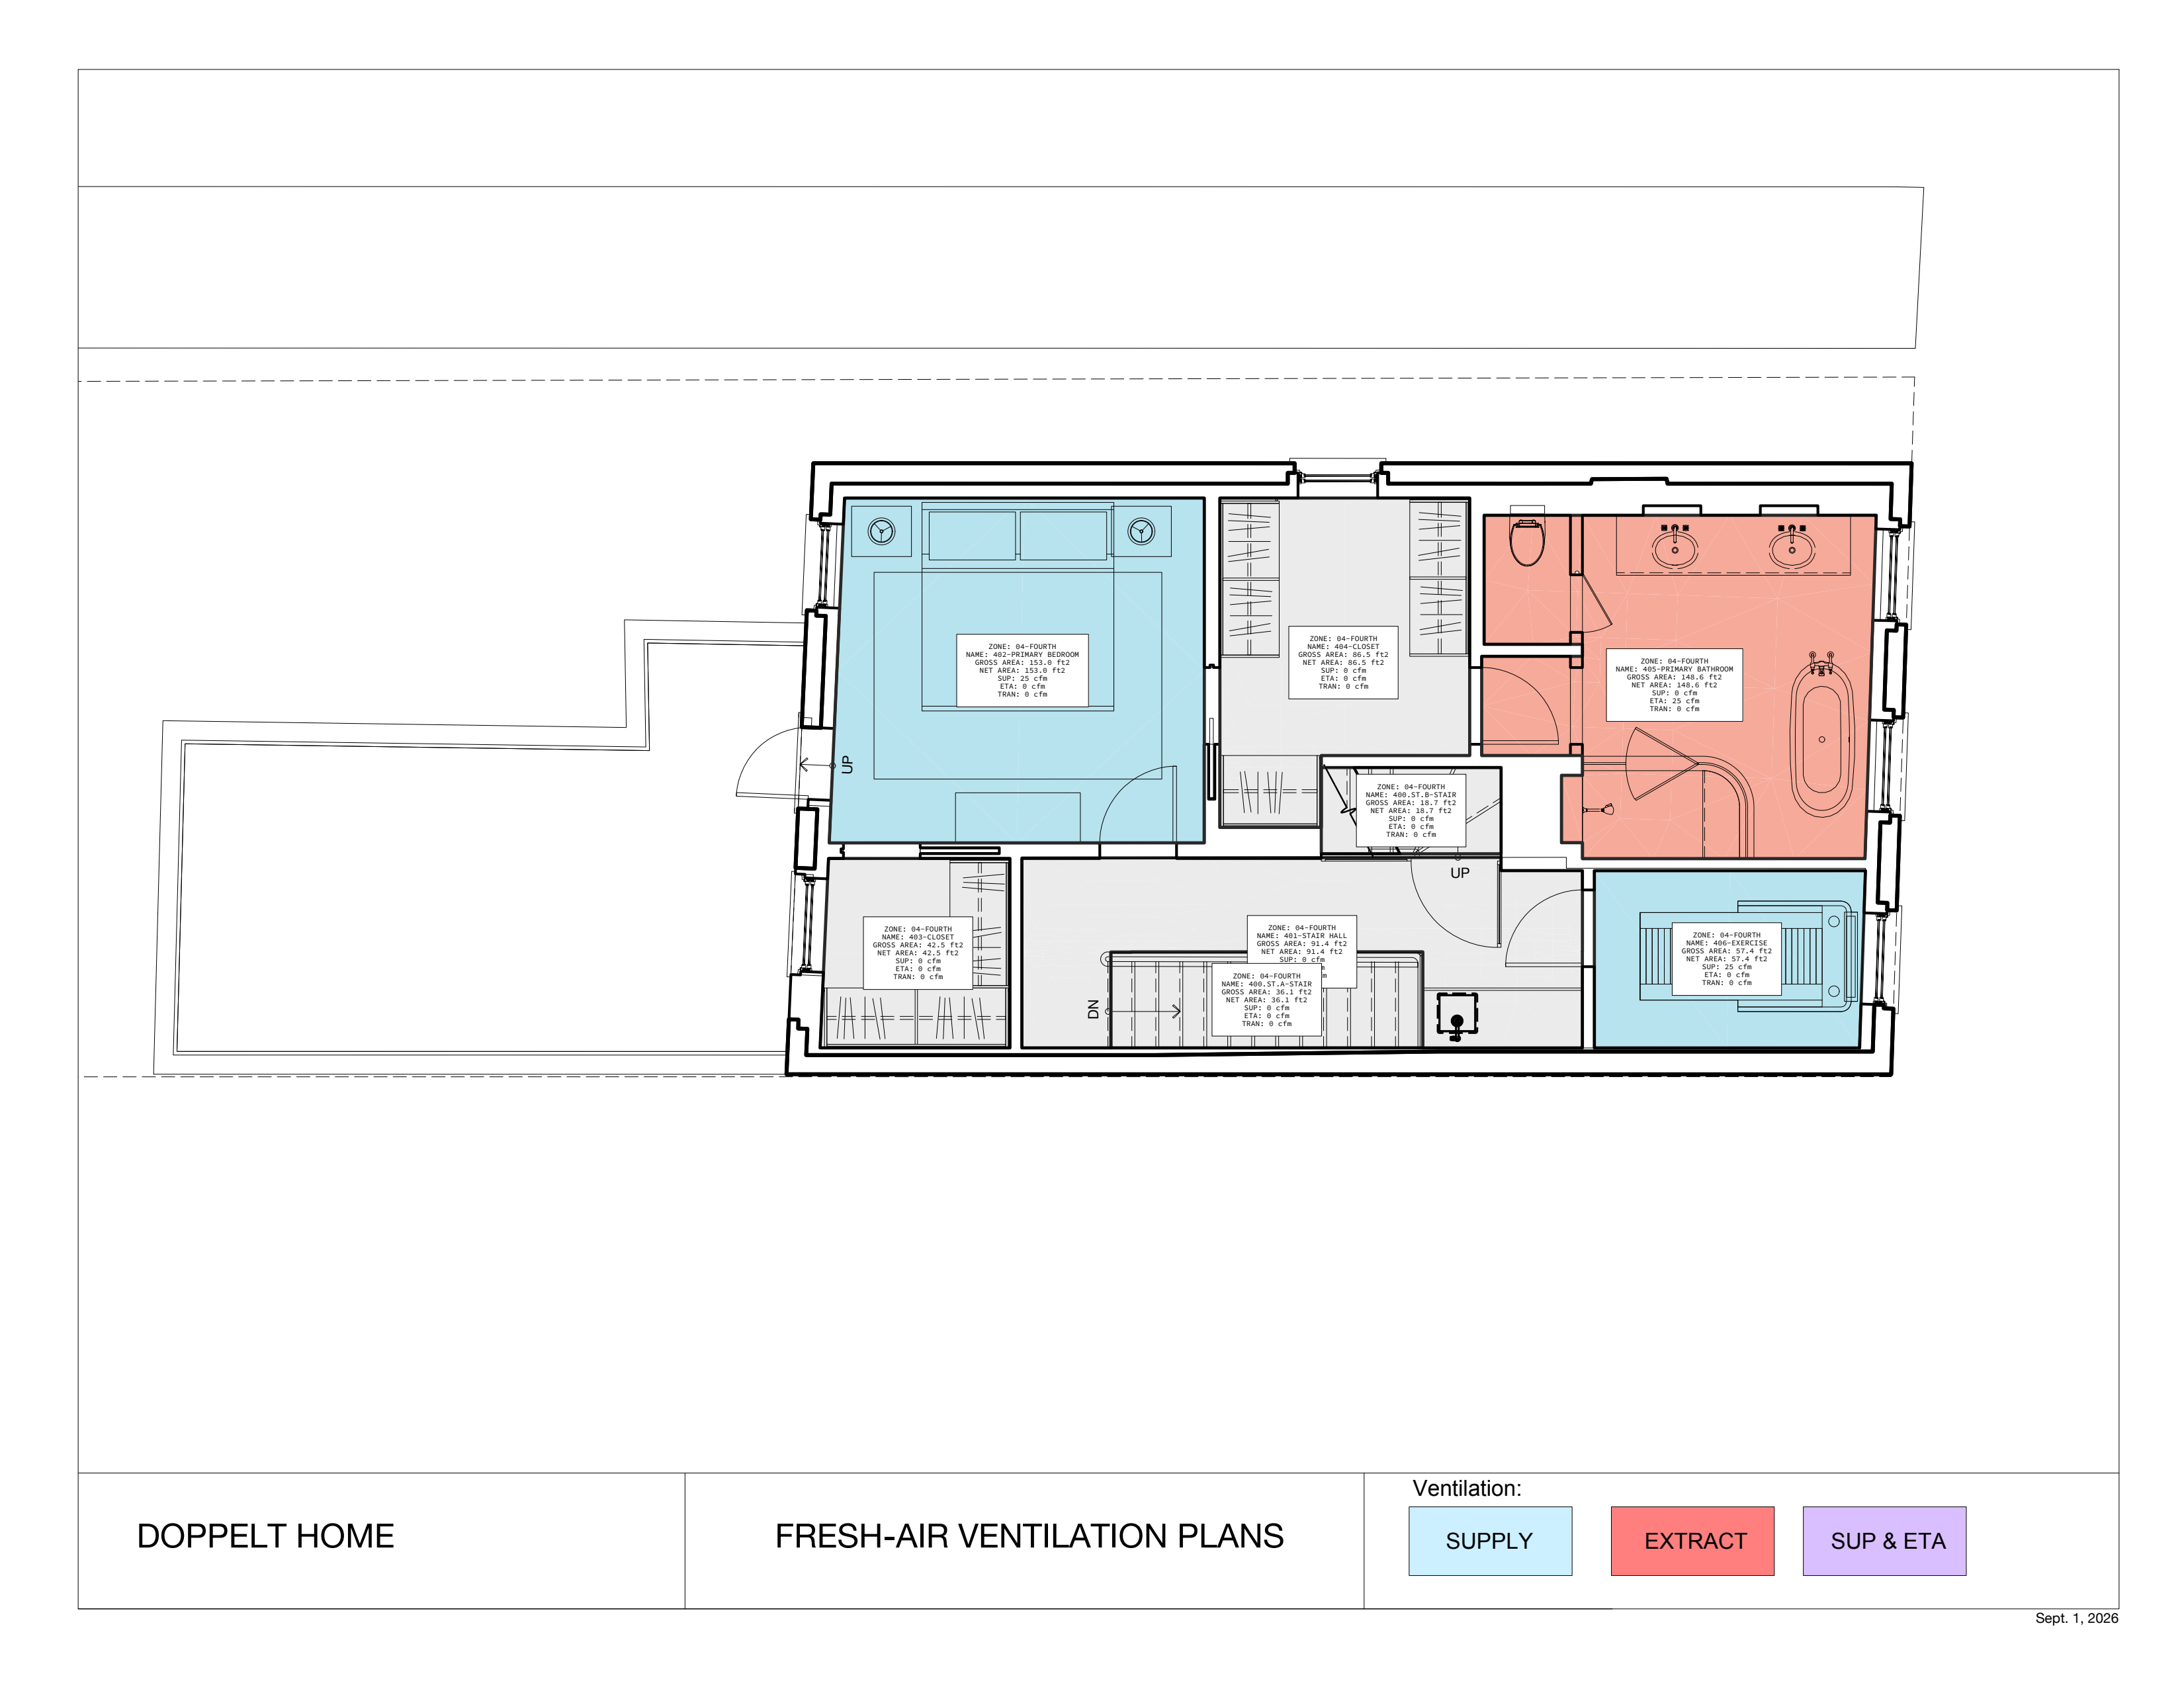 ZONE: 04-FOURTH
NAME: 402-PRIMARY BEDROOM
GROSS AREA: 153.0 ft2
NET AREA: 153.0 ft2
SUP: 25 cfm
ETA: 0 cfm
TRAN: 0 cfm
ZONE: 04-FOURTH
NAME: 404-CLOSET
GROSS AREA: 86.5 ft2
NET AREA: 86.5 ft2
SUP: 0 cfm
ETA: 0 cfm
TRAN: 0 cfm
ZONE: 04-FOURTH
NAME: 405-PRIMARY BATHROOM
GROSS AREA: 148.6 ft2
NET AREA: 148.6 ft2
SUP: 0 cfm
ETA: 25 cfm
TRAN: 0 cfm
UP
ZONE: 04-FOURTH
NAME: 400.ST.B-STAIR
GROSS AREA: 18.7 ft2
NET AREA: 18.7 ft2
SUP: 0 cfm
ETA: 0 cfm
TRAN: 0 cfm
UP
ZONE: 04-FOURTH
NAME: 403-CLOSET
GROSS AREA: 42.5 ft2
NET AREA: 42.5 ft2
SUP: 0 cfm
ETA: 0 cfm
TRAN: 0 cfm
ZONE: 04-FOURTH
NAME: 401-STAIR HALL
GROSS AREA: 91.4 ft2
NET AREA: 91.4 ft2
SUP: 0 cfm
DN
ZONE: 04-FOURTH
NAME: 400.ST.A-STAIR
GROSS AREA: 36.1 ft2
NET AREA: 36.1 ft2
SUP: 0 cfm
ETA: 0 cfm
TRAN: 0 cfm
ZONE: 04-FOURTH
NAME: 406-EXERCISE
GROSS AREA: 57.4 ft2
NET AREA: 57.4 ft2
SUP: 25 cfm
ETA: 0 cfm
TRAN: 0 cfm
DOPPELT HOME
FRESH-AIR VENTILATION PLANS
Ventilation:
SUPPLY
EXTRACT
SUP & ETA
Sept. 1, 2026